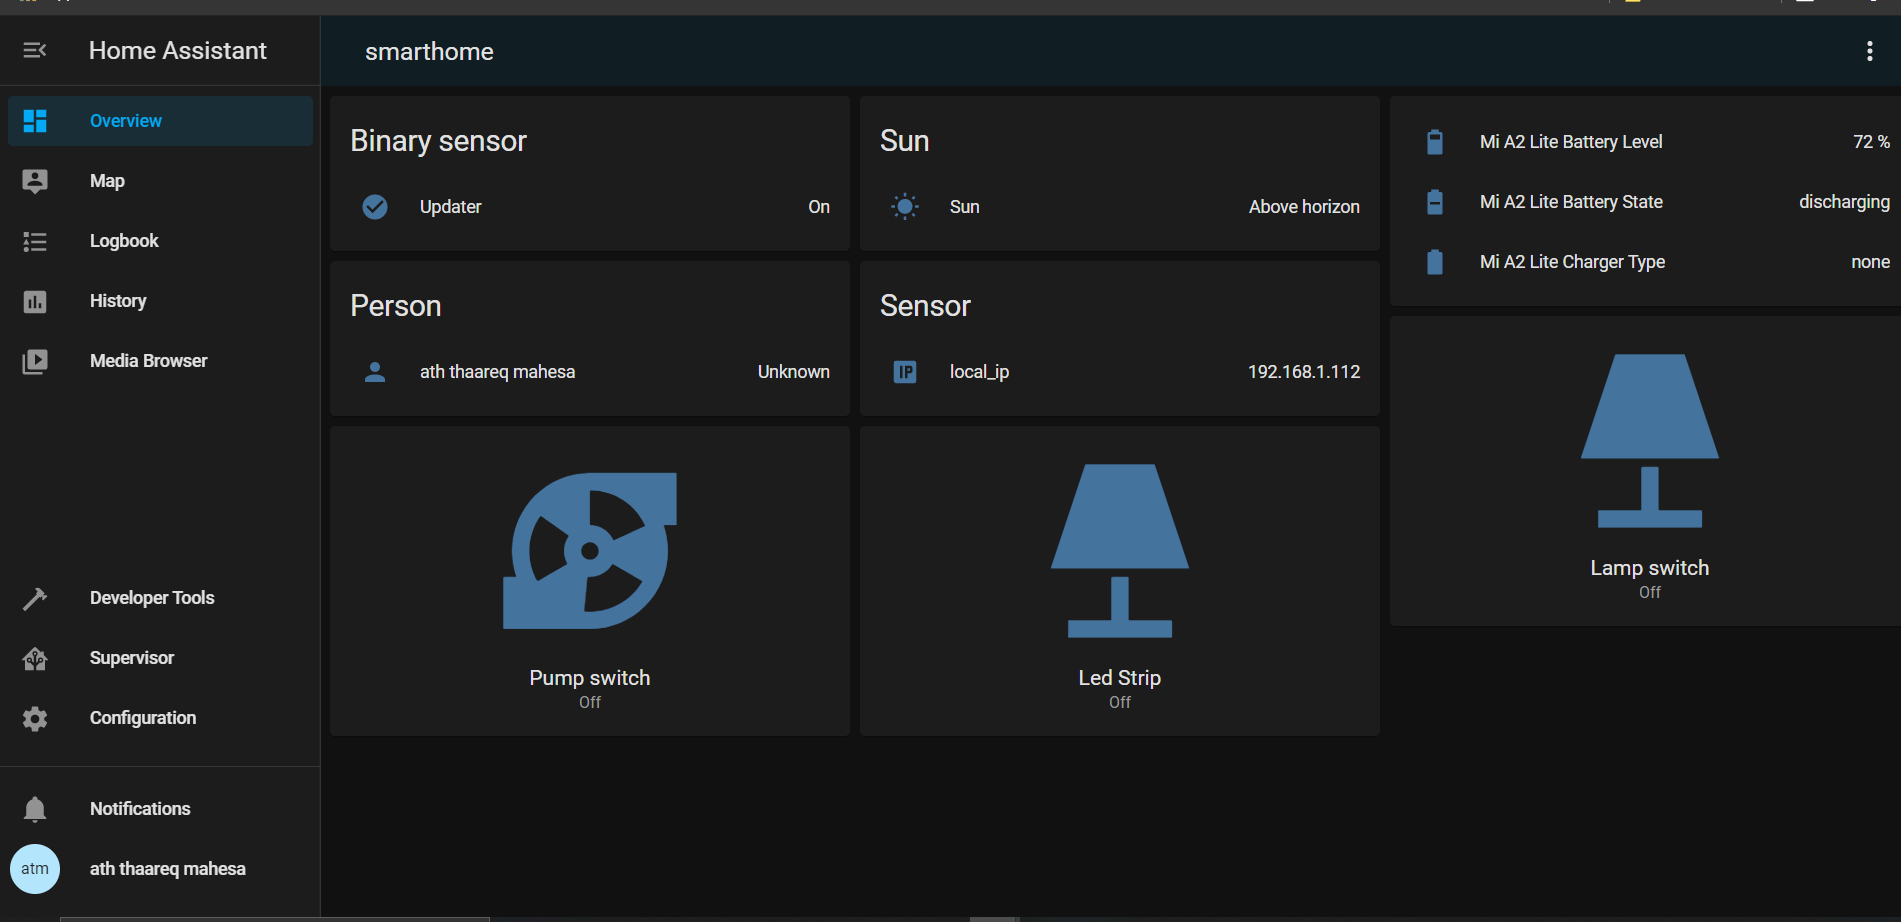 Home Assistant
Overview
Map
Logbook
History
Media Browser
Developer Tools
Supervisor
Configuration
Notifications
atm ath thaareq mahesa
smarthome
Binary sensor
Updater On
Person
ath thaareq mahesa Unknown
Pump switch
Off
Sun
Sun Above horizon
Sensor
IP local_ip 192.168.1.112
Led Strip
Off
Mi A2 Lite Battery Level 72 %
Mi A2 Lite Battery State discharging
Mi A2 Lite Charger Type none
Lamp switch
Off